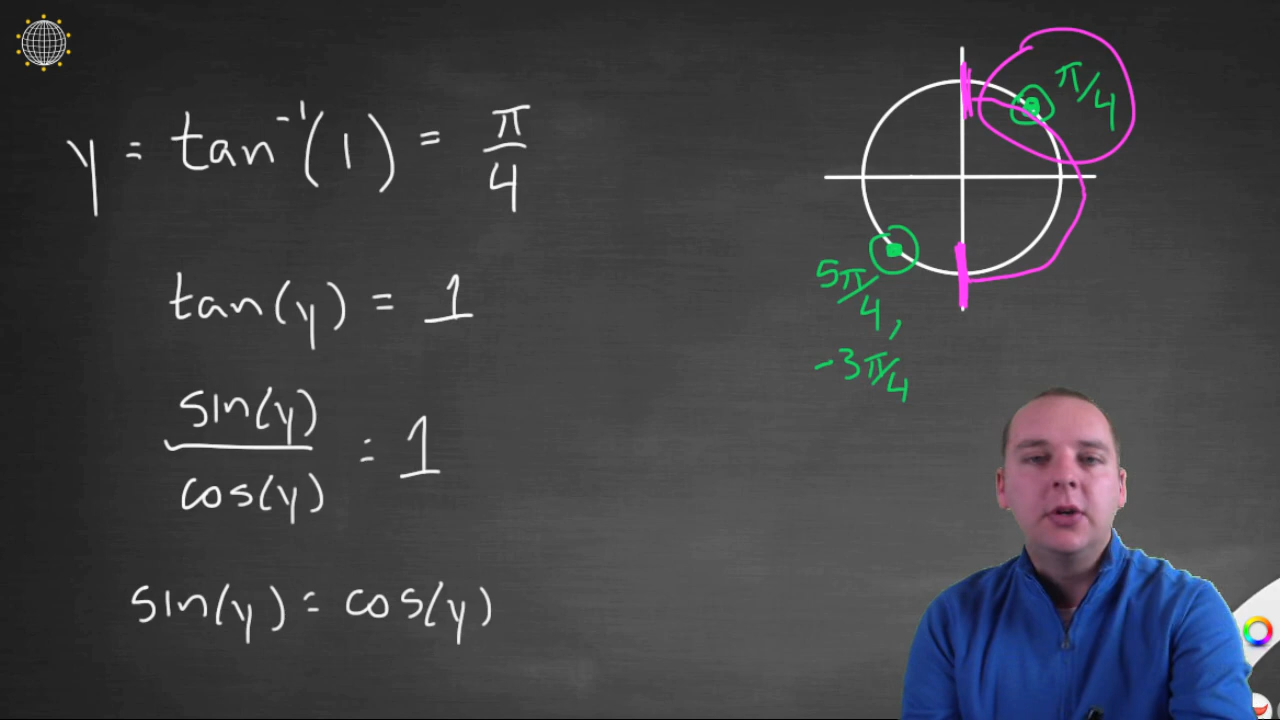 y = tan⁻¹(1) = π/4
tan(y) = 1
sin(y)/cos(y) = 1
sin(y) = cos(y)
π/4
5π/4,
-3π/4